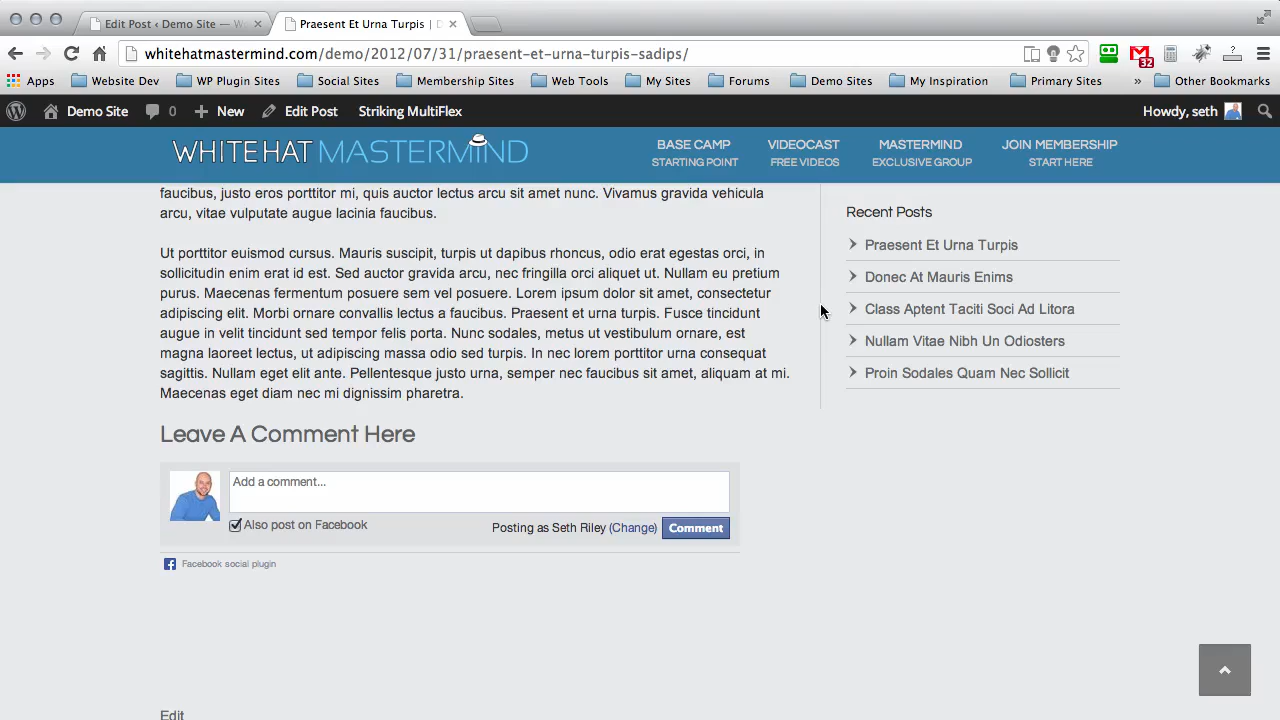 Edit Post ‹ Demo Site — W
Praesent Et Urna Turpis | D
whitehatmastermind.com/demo/2012/07/31/praesent-et-urna-turpis-sadips/
32
Apps Website Dev WP Plugin Sites Social Sites Membership Sites Web Tools My Sites Forums Demo Sites My Inspiration Primary Sites » Other Bookmarks
Demo Site 0 New Edit Post Striking MultiFlex Howdy, seth
WHITE HAT MASTERMIND
BASE CAMP VIDEOCAST MASTERMIND JOIN MEMBERSHIP
STARTING POINT FREE VIDEOS EXCLUSIVE GROUP START HERE
faucibus, justo eros porttitor mi, quis auctor lectus arcu sit amet nunc. Vivamus gravida vehicula
arcu, vitae vulputate augue lacinia faucibus.
Ut porttitor euismod cursus. Mauris suscipit, turpis ut dapibus rhoncus, odio erat egestas orci, in
sollicitudin enim erat id est. Sed auctor gravida arcu, nec fringilla orci aliquet ut. Nullam eu pretium
purus. Maecenas fermentum posuere sem vel posuere. Lorem ipsum dolor sit amet, consectetur
adipiscing elit. Morbi ornare convallis lectus a faucibus. Praesent et urna turpis. Fusce tincidunt
augue in velit tincidunt sed tempor felis porta. Nunc sodales, metus ut vestibulum ornare, est
magna laoreet lectus, ut adipiscing massa odio sed turpis. In nec lorem porttitor urna consequat
sagittis. Nullam eget elit ante. Pellentesque justo urna, semper nec faucibus sit amet, aliquam at mi.
Maecenas eget diam nec mi dignissim pharetra.
Recent Posts
Praesent Et Urna Turpis
Donec At Mauris Enims
Class Aptent Taciti Soci Ad Litora
Nullam Vitae Nibh Un Odiosters
Proin Sodales Quam Nec Sollicit
Leave A Comment Here
Add a comment...
Also post on Facebook Posting as Seth Riley (Change) Comment
Facebook social plugin
Edit